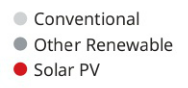 Conventional
Other Renewable
Solar PV